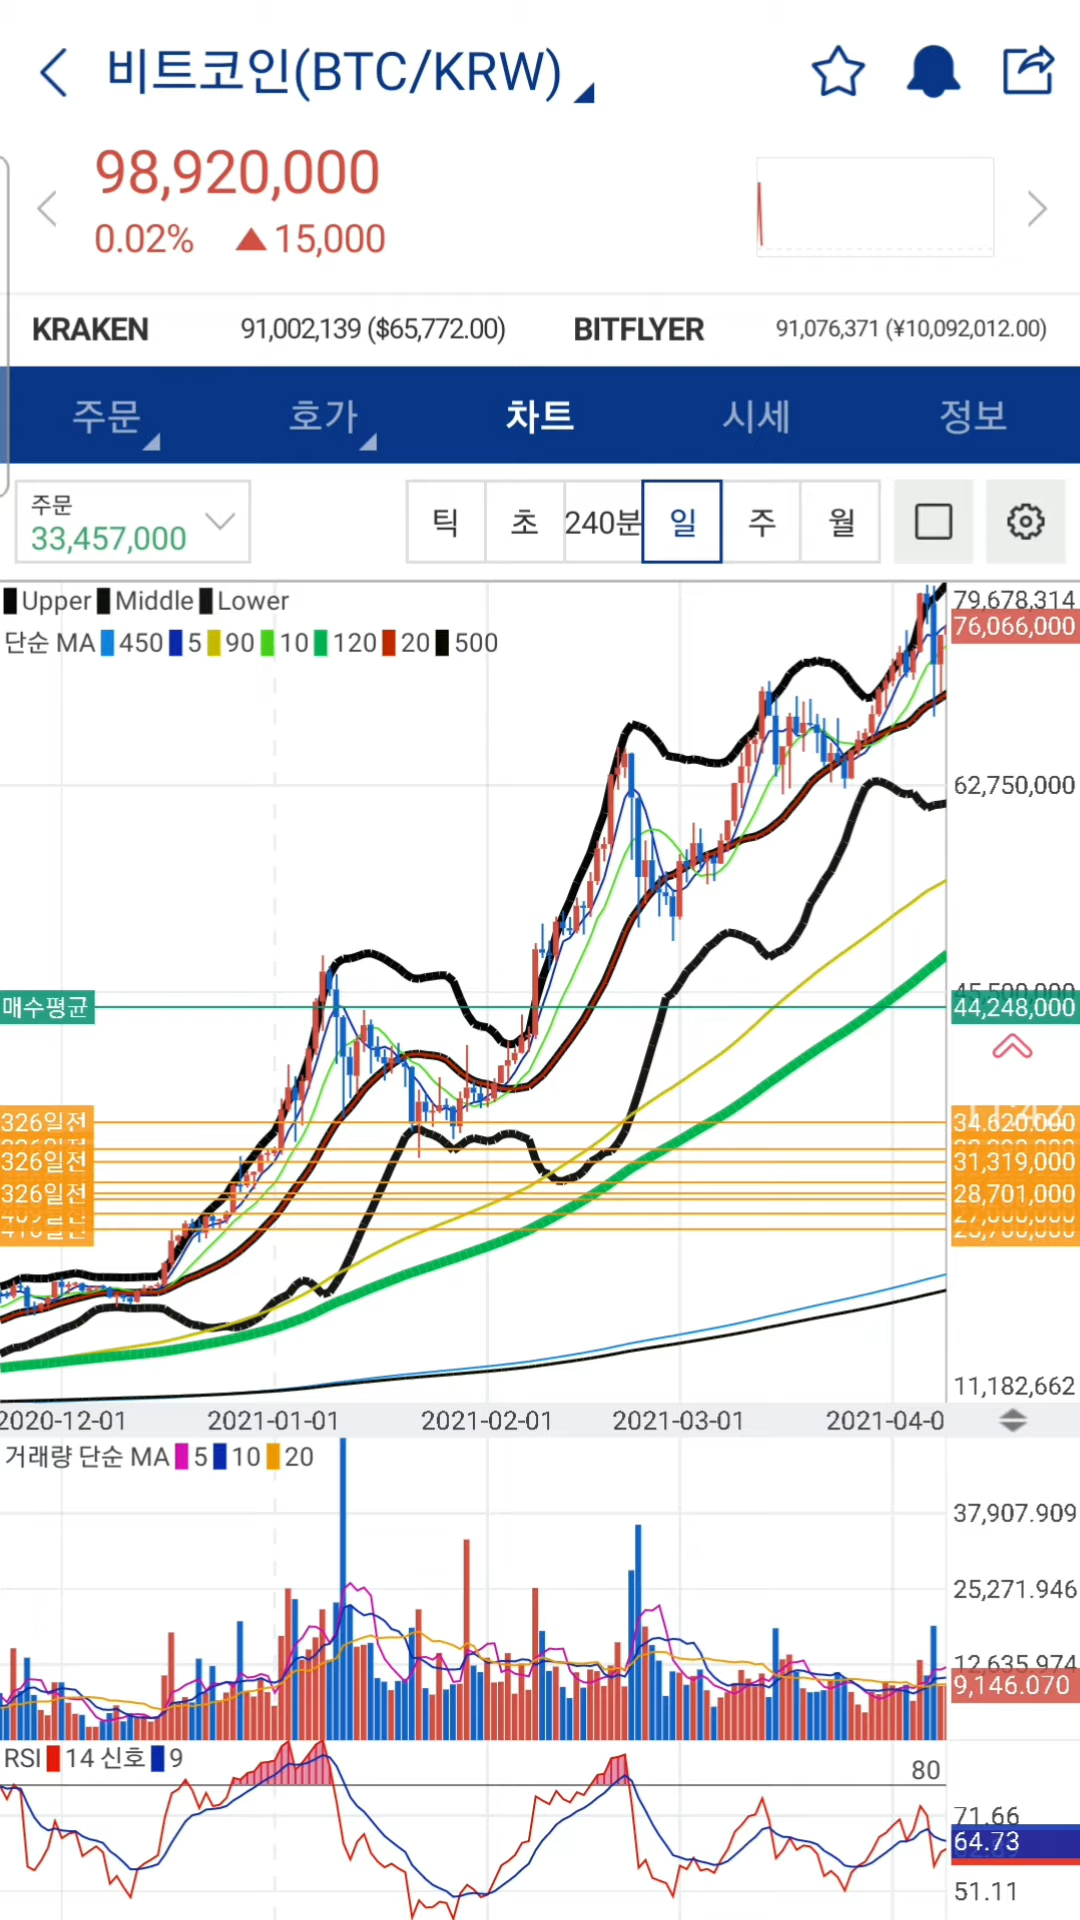 비트코인(BTC/KRW)
98,920,000
0.02% ▲15,000
KRAKEN 91,002,139 ($65,772.00) BITFLYER 91,076,371 (¥10,092,012.00)
주문 호가 차트 시세 정보
주문
33,457,000
틱 초 240분 일 주 월
Upper Middle Lower
79,678,314
76,066,000
단순 MA 450 5 90 10 120 20 500
62,750,000
매수평균 44,248,000
326일전 34,620,000
326일전 31,319,000
326일전 28,701,000
11,182,662
2020-12-01 2021-01-01 2021-02-01 2021-03-01 2021-04-0
거래량 단순 MA 5 10 20
37,907.909
25,271.946
12,635.974
9,146.070
RSI 14 신호 9
80
71.66
64.73
51.11